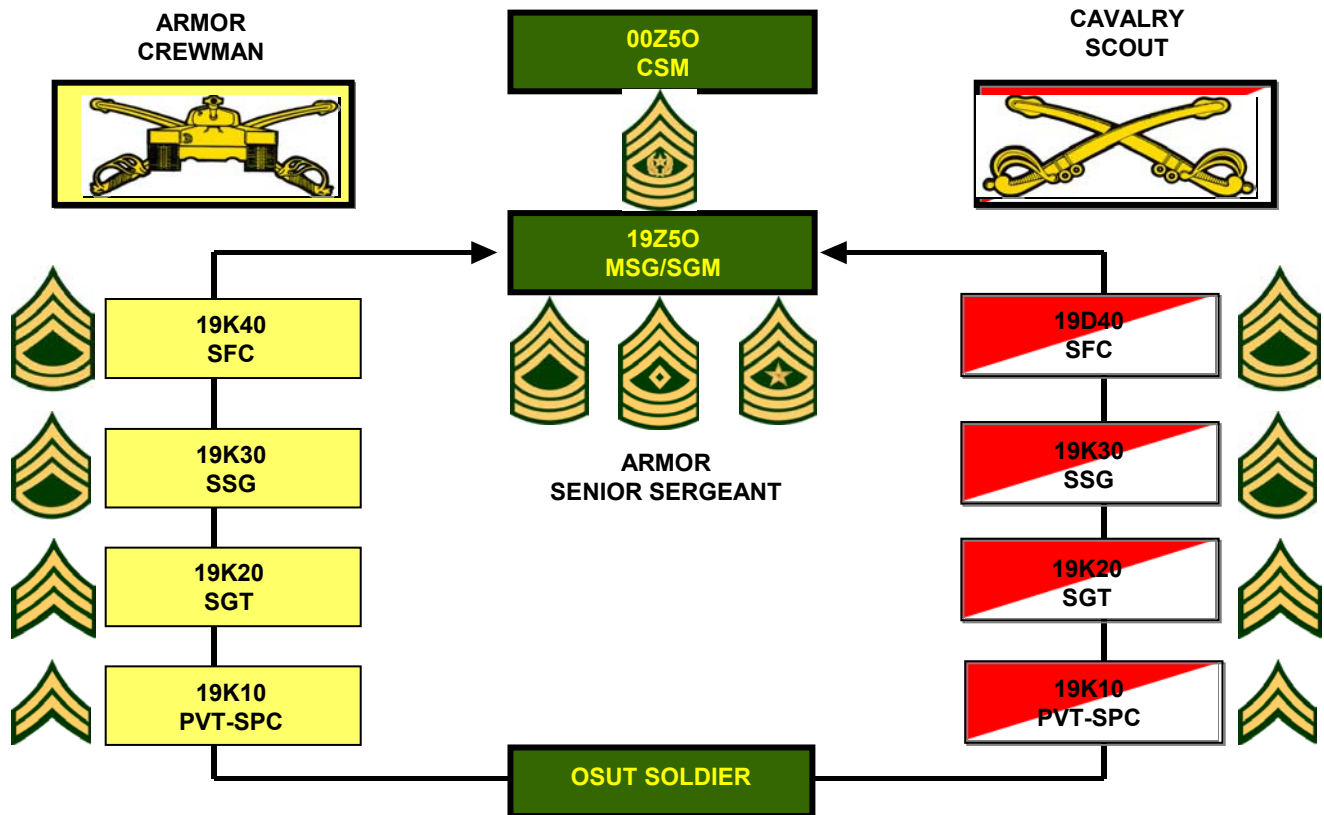 ARMOR
CREWMAN
00Z5O
CSM
CAVALRY
SCOUT
19Z5O
MSG/SGM
19K40
SFC
19D40
SFC
19K30
SSG
ARMOR
SENIOR SERGEANT
19K30
SSG
19K20
SGT
19K20
SGT
19K10
PVT-SPC
19K10
PVT-SPC
OSUT SOLDIER